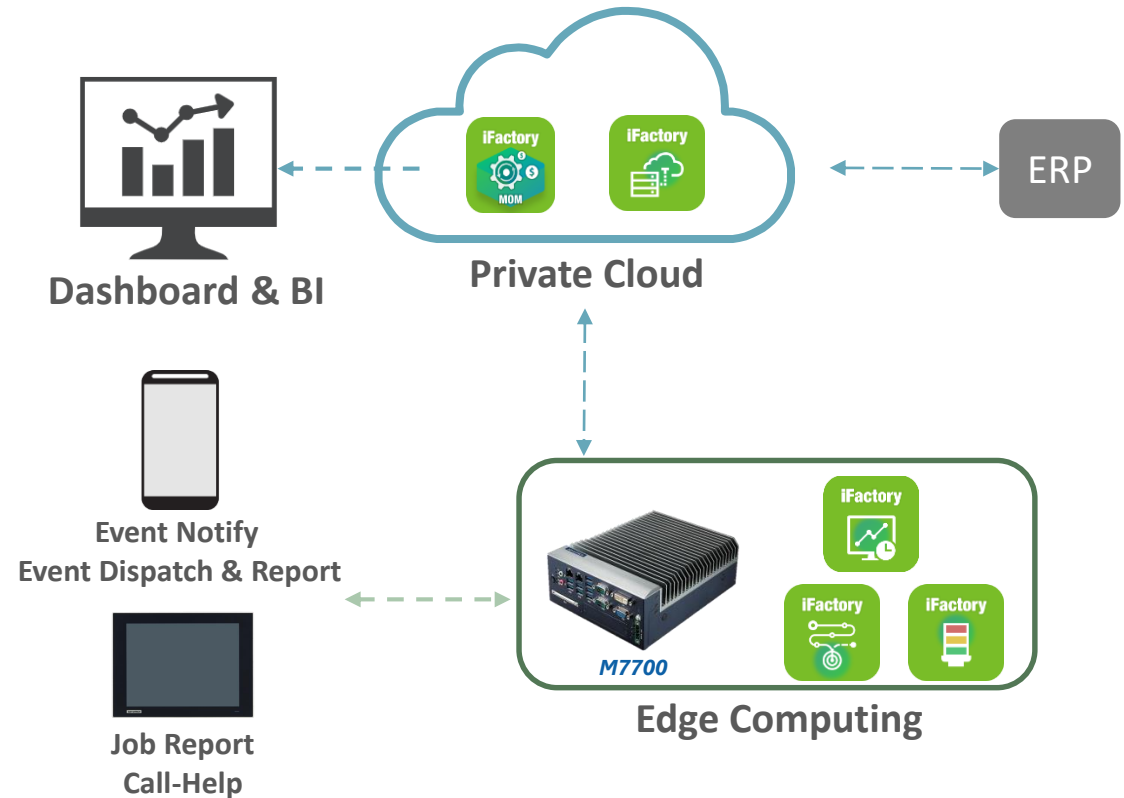 iFactory
MOM
iFactory
ERP
Private Cloud
Dashboard & BI
Event Notify
Event Dispatch & Report
iFactory
iFactory
iFactory
M7700
Edge Computing
Job Report
Call-Help